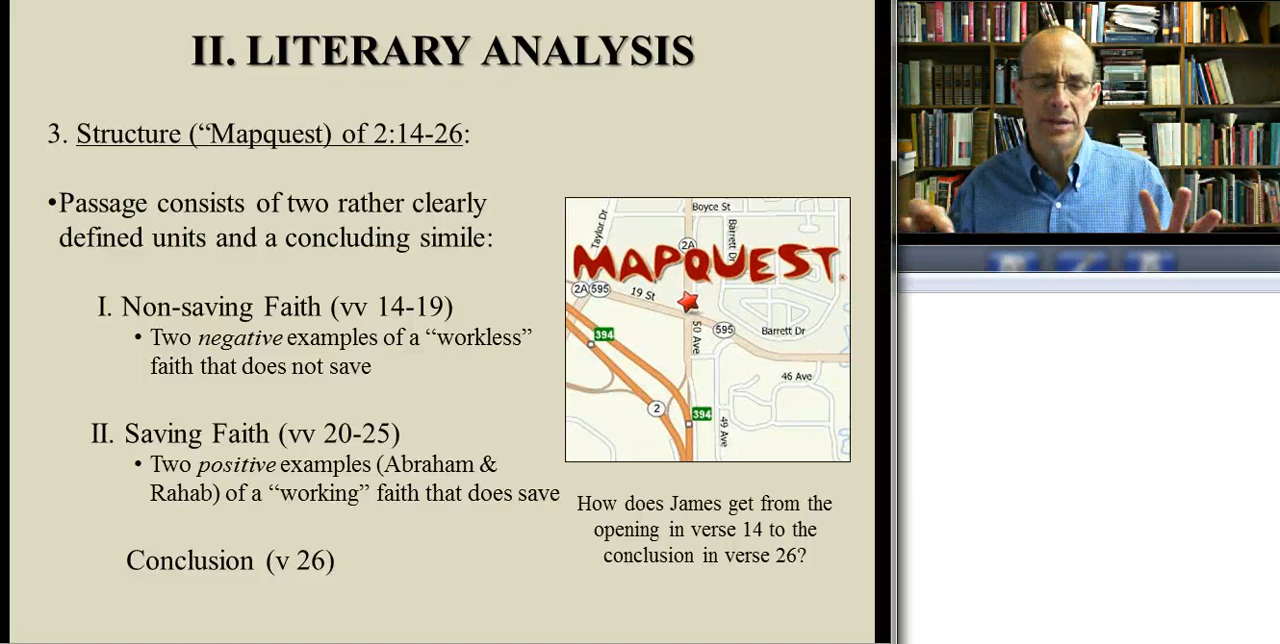 II. LITERARY ANALYSIS
3. Structure (“Mapquest) of 2:14-26:
•Passage consists of two rather clearly
defined units and a concluding simile:
I. Non-saving Faith (vv 14-19)
• Two negative examples of a “workless”
faith that does not save
II. Saving Faith (vv 20-25)
• Two positive examples (Abraham &
Rahab) of a “working” faith that does save
Conclusion (v 26)
Boyce St
Taylor Dr
Barrett Dr
2A
MAPQUEST.
2A 595
19 St
50 Ave
595
Barrett Dr
394
46 Ave
2
394
49 Ave
How does James get from the
opening in verse 14 to the
conclusion in verse 26?